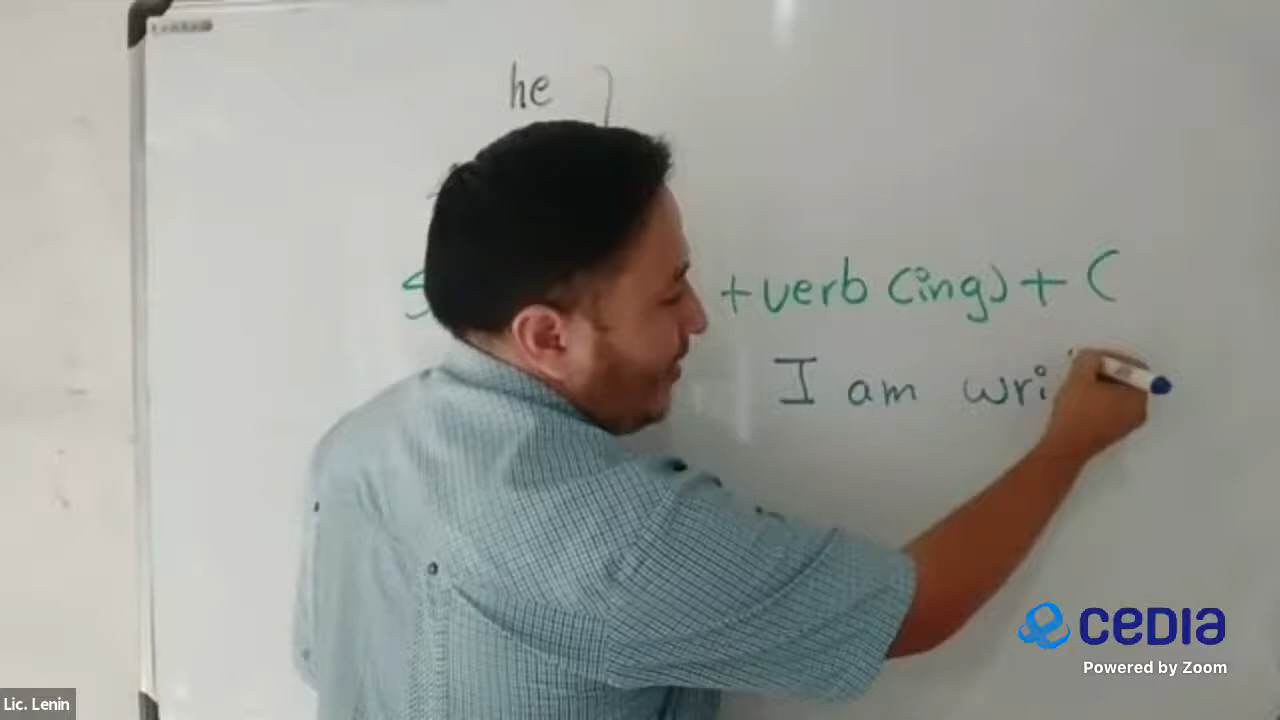 he
+ verb (ing) + (
I am wri
CEDIA
Powered by Zoom
Lic. Lenin